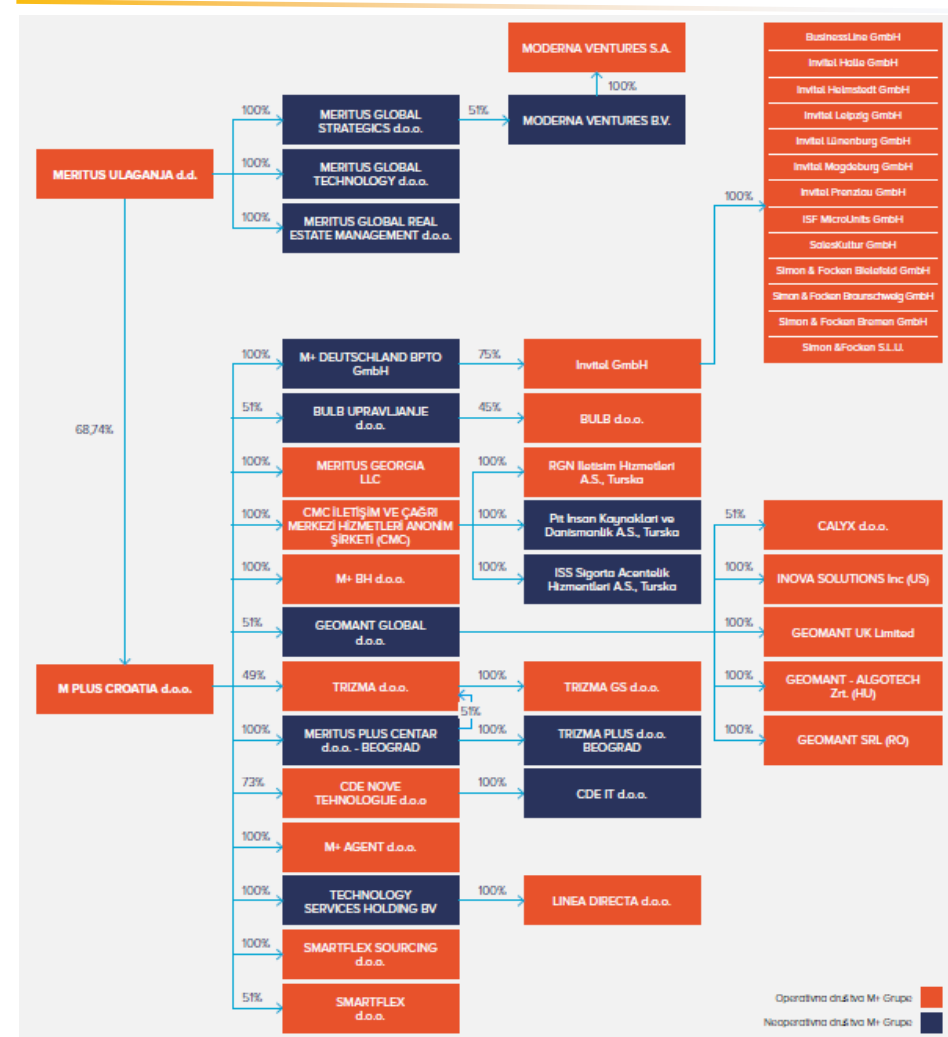 MODERNA VENTURES S.A.
100%
100%
MERITUS GLOBAL
STRATEGICS d.o.o.
51%
MODERNA VENTURES B.V.
MERITUS ULAGANJA d.d.
100%
MERITUS GLOBAL
TECHNOLOGY d.o.o.
100%
MERITUS GLOBAL REAL
ESTATE MANAGEMENT d.o.o.
BusinessLine GmbH
Invitel Halle GmbH
Invitel Helmstedt GmbH
Invitel Leipzig GmbH
Invitel Lünenburg GmbH
Invitel Magdeburg GmbH
Invitel Prenzlau GmbH
ISF MicroUnits GmbH
SalesKultur GmbH
Simon & Focken Bielefeld GmbH
Simon & Focken Braunschweig GmbH
Simon & Focken Bremen GmbH
Simon &Focken S.L.U.
100%
68,74%
100%
M+ DEUTSCHLAND BPTO
GmbH
75%
Invitel GmbH
51%
BULB UPRAVLJANJE
d.o.o.
45%
BULB d.o.o.
100%
MERITUS GEORGIA
LLC
100%
RGN Iletisim Hizmetleri
A.S., Turska
100%
CMC İLETİŞİM VE ÇAĞRI
MERKEZİ HİZMETLERİ ANONİM
ŞİRKETİ (CMC)
100%
Pit Insan Kaynaklari ve
Danismanlik A.S., Turska
51%
CALYX d.o.o.
100%
M+ BH d.o.o.
100%
ISS Sigorta Acentelik
Hizmentleri A.S., Turska
100%
INOVA SOLUTIONS Inc (US)
51%
GEOMANT GLOBAL
d.o.o.
100%
GEOMANT UK Limited
M PLUS CROATIA d.o.o.
49%
TRIZMA d.o.o.
100%
TRIZMA GS d.o.o.
100%
GEOMANT - ALGOTECH
Zrt. (HU)
51%
100%
MERITUS PLUS CENTAR
d.o.o. - BEOGRAD
100%
TRIZMA PLUS d.o.o.
BEOGRAD
100%
GEOMANT SRL (RO)
73%
CDE NOVE
TEHNOLOGIJE d.o.o
100%
CDE IT d.o.o.
100%
M+ AGENT d.o.o.
100%
TECHNOLOGY
SERVICES HOLDING BV
100%
LINEA DIRECTA d.o.o.
100%
SMARTFLEX SOURCING
d.o.o.
51%
SMARTFLEX
d.o.o.
Operativna društva M+ Grupe
Neoperativna društva M+ Grupe